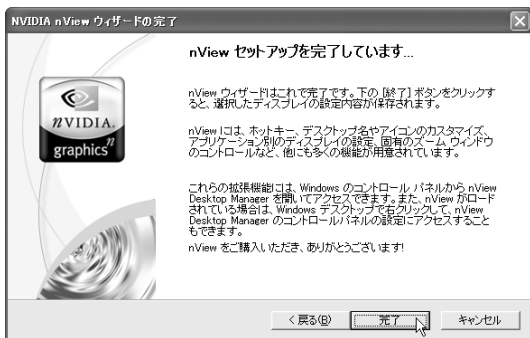 NVIDIA nView ウィザードの完了
nView セットアップを完了しています...
nView ウィザードはこれで完了です。下の [終了] ボタンをクリックす
ると、選択したディスプレイの設定内容が保存されます。
nView には、ホットキー、デスクトップ名やアイコンのカスタマイズ、
アプリケーション別のディスプレイの設定、固有のズーム ウィンドウ
のコントロールなど、他にも多くの機能が用意されています。
これらの拡張機能には、Windows のコントロール パネルから nView
Desktop Manager を開いてアクセスできます。また、nView がロード
されている場合は、Windows デスクトップで右クリックして、nView
Desktop Manager のコントロールパネルの設定にアクセスすること
もできます。
nView をご購入いただき、ありがとうございます!
nVIDIA.
graphicsⁿ
< 戻る(B)
完了
キャンセル